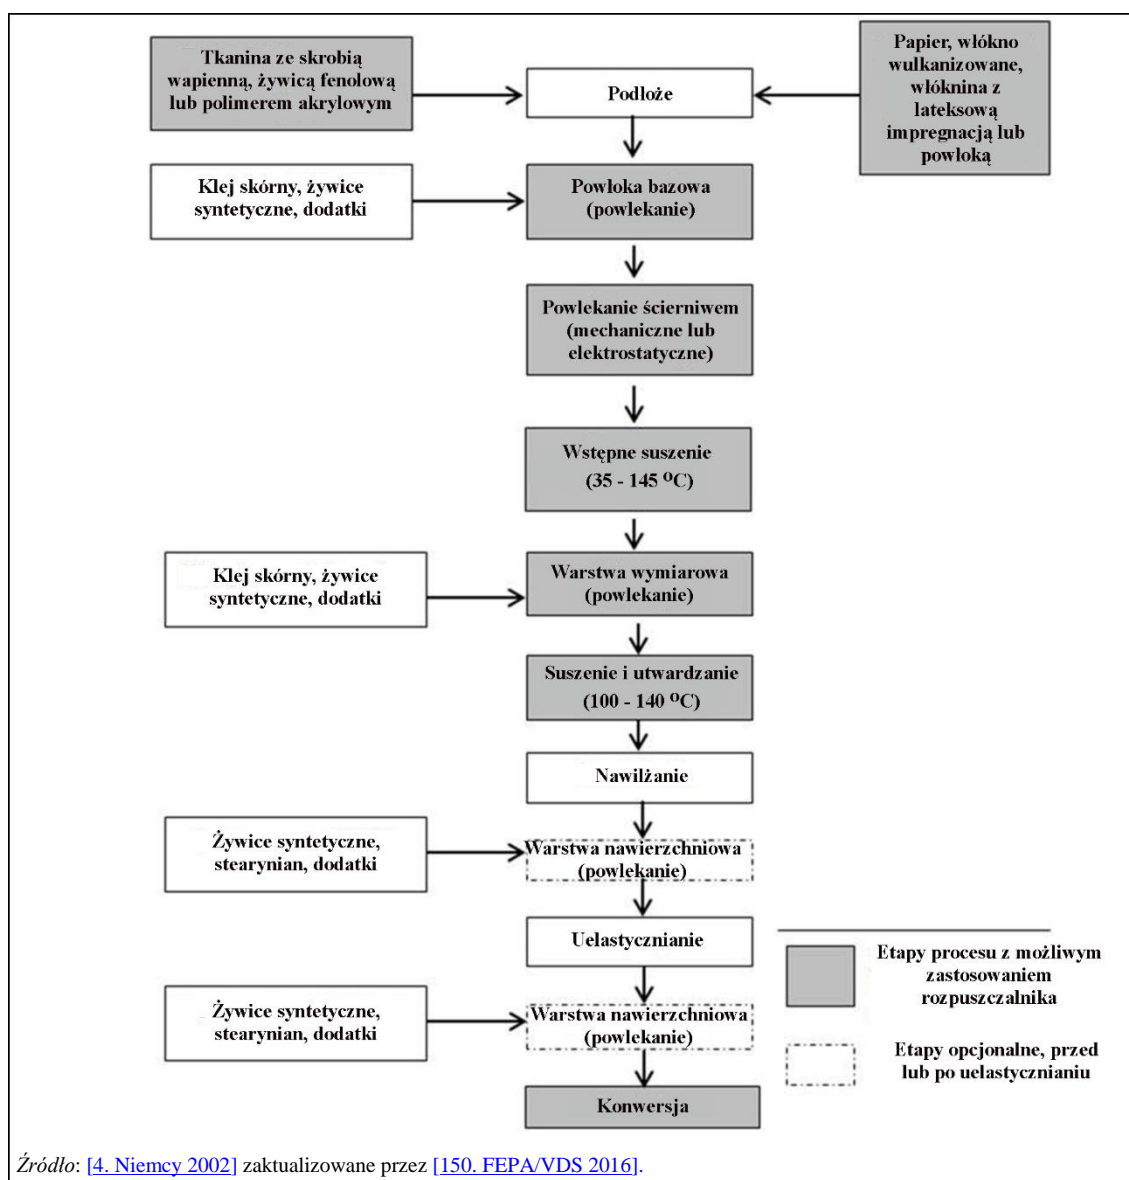 Tkanina ze skrobią
wapienną, żywicą fenolową
lub polimerem akrylowym
Podłoże
Papier, włókno
wulkanizowane,
włóknina z
lateksową
impregnacją lub
powłoką
Klej skórny, żywice
syntetyczne, dodatki
Powłoka bazowa
(powlekanie)
Powlekanie ścierniwem
(mechaniczne lub
elektrostatyczne)
Wstępne suszenie
(35 - 145 °C)
Klej skórny, żywice
syntetyczne, dodatki
Warstwa wymiarowa
(powlekanie)
Suszenie i utwardzanie
(100 - 140 °C)
Nawilżanie
Żywice syntetyczne,
stearynian, dodatki
Warstwa nawierzchniowa
(powlekanie)
Uelastycznianie
Żywice syntetyczne,
stearynian, dodatki
Warstwa nawierzchniowa
(powlekanie)
Konwersja
Etapy procesu z możliwym
zastosowaniem
rozpuszczalnika
Etapy opcjonalne, przed
lub po uelastycznianiu
Źródło: [4. Niemcy 2002] zaktualizowane przez [150. FEPA/VDS 2016].